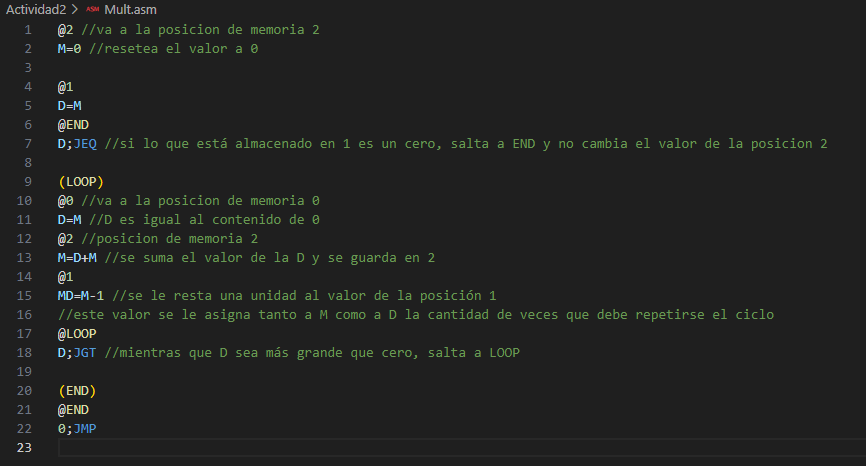 Actividad2 > ASM Mult.asm
1 @2 //va a la posicion de memoria 2
2 M=0 //resetea el valor a 0
3
4 @1
5 D=M
6 @END
7 D;JEQ //si lo que está almacenado en 1 es un cero, salta a END y no cambia el valor de la posicion 2
8
9 (LOOP)
10 @0 //va a la posicion de memoria 0
11 D=M //D es igual al contenido de 0
12 @2 //posicion de memoria 2
13 M=D+M //se suma el valor de la D y se guarda en 2
14 @1
15 MD=M-1 //se le resta una unidad al valor de la posición 1
16 //este valor se le asigna tanto a M como a D la cantidad de veces que debe repetirse el ciclo
17 @LOOP
18 D;JGT //mientras que D sea más grande que cero, salta a LOOP
19
20 (END)
21 @END
22 0;JMP
23